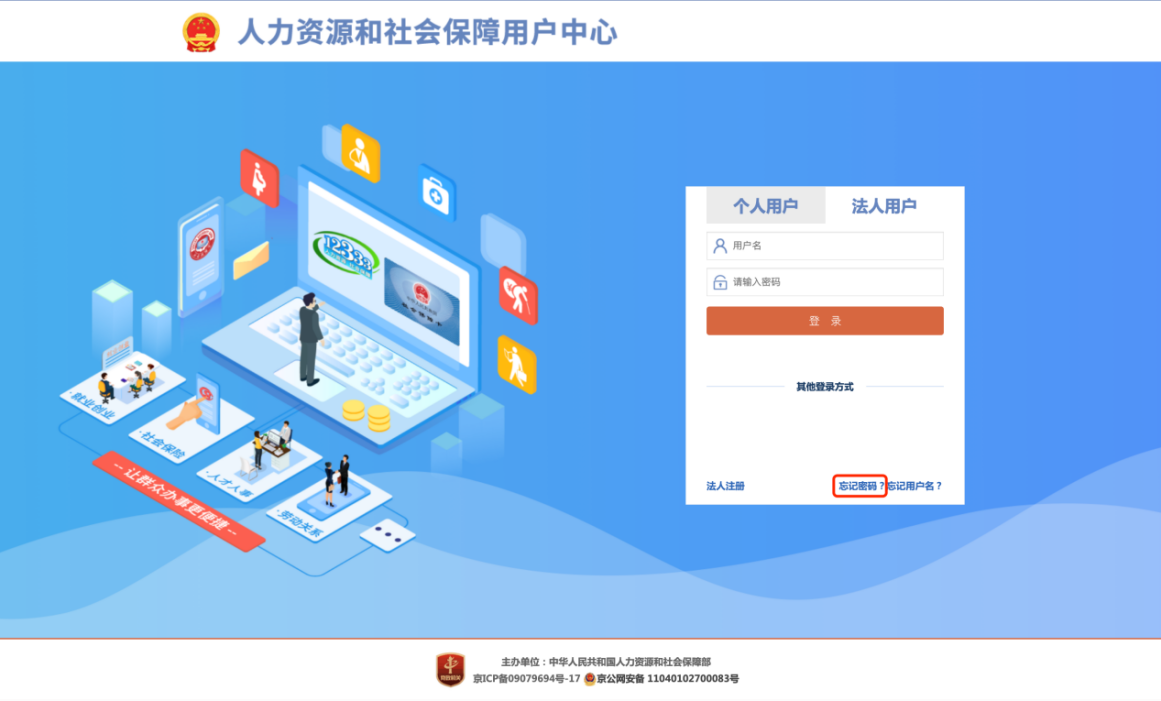 人力资源和社会保障用户中心
个人用户
法人用户
用户名
请输入密码
登 录
其他登录方式
法人注册
忘记密码？
忘记用户名？
12333
·就业创业
·社会保险
·人才人事
·劳动关系
-- 让群众办事更便捷 --
主办单位：中华人民共和国人力资源和社会保障部
京ICP备09079694号-17 京公网安备 11040102700083号